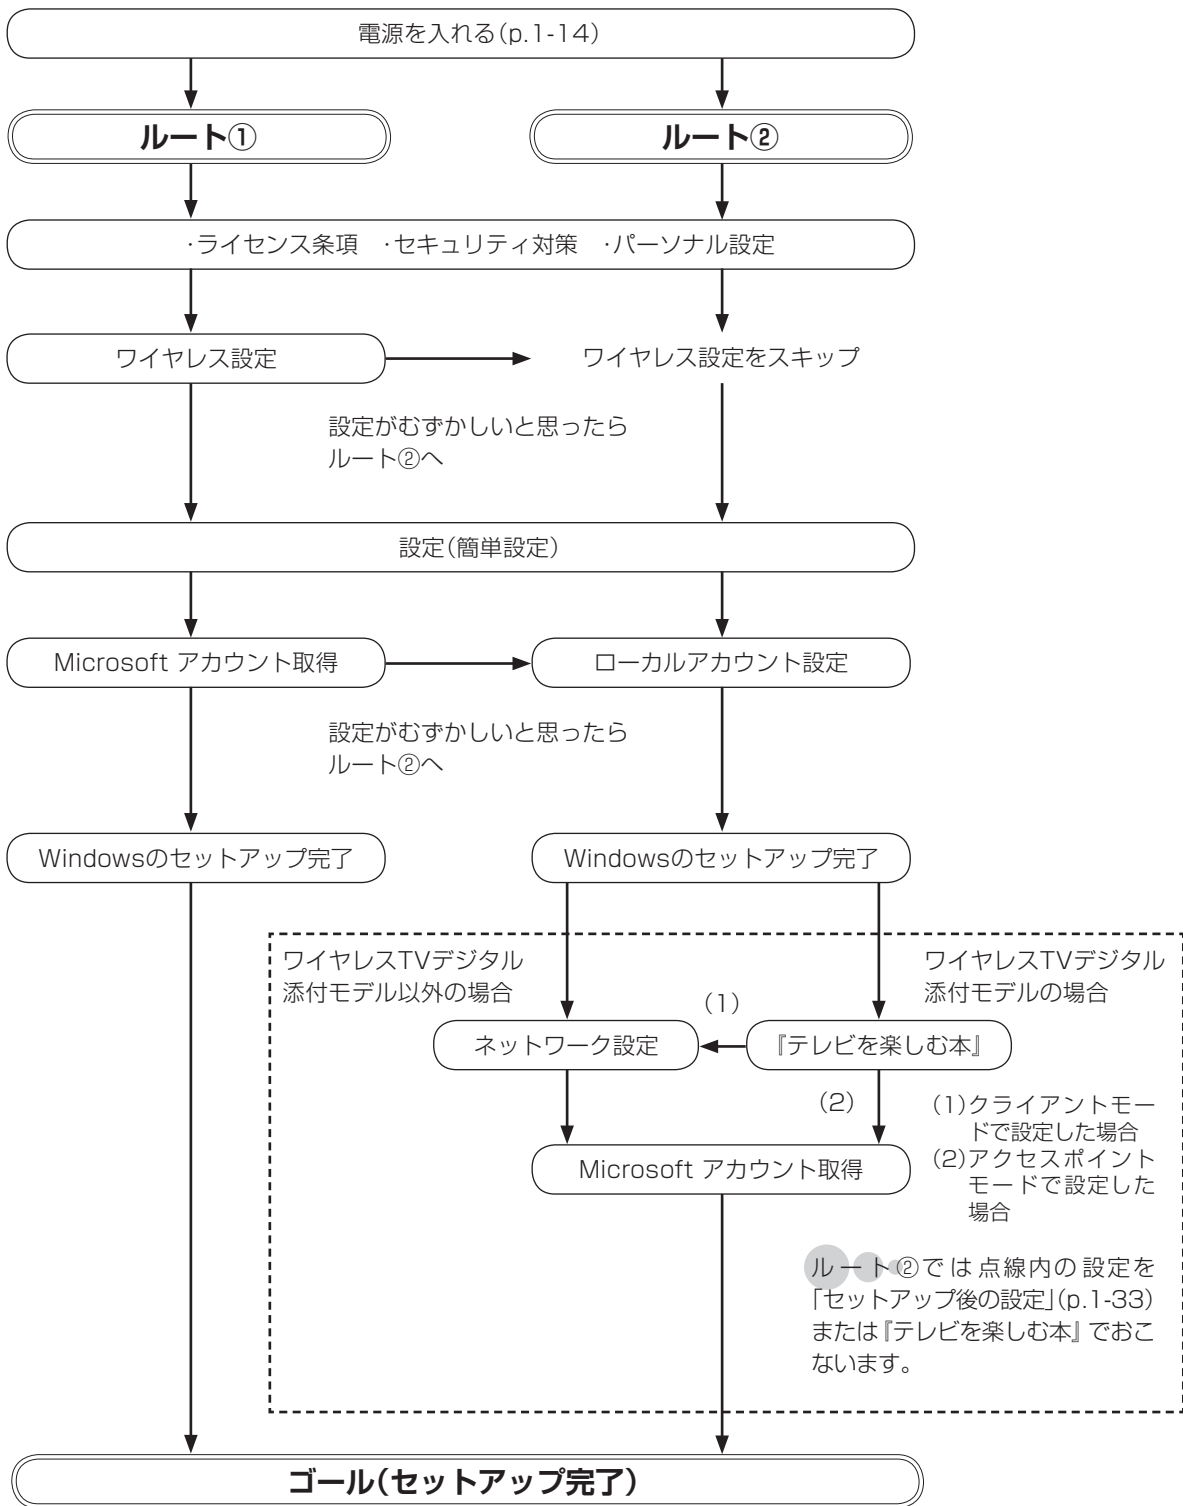 電源を入れる(p.1-14)
ルート①
ルート②
·ライセンス条項　·セキュリティ対策　·パーソナル設定
ワイヤレス設定
ワイヤレス設定をスキップ
設定がむずかしいと思ったら
ルート②へ
設定(簡単設定)
Microsoft アカウント取得
ローカルアカウント設定
設定がむずかしいと思ったら
ルート②へ
Windowsのセットアップ完了
Windowsのセットアップ完了
ワイヤレスTVデジタル
添付モデル以外の場合
ワイヤレスTVデジタル
添付モデルの場合
(1)
ネットワーク設定
『テレビを楽しむ本』
(2)
(1)クライアントモー
ドで設定した場合
(2)アクセスポイント
モードで設定した
場合
Microsoft アカウント取得
ルート②では点線内の設定を
「セットアップ後の設定」(p.1-33)
または『テレビを楽しむ本』でおこ
ないます。
ゴール(セットアップ完了)